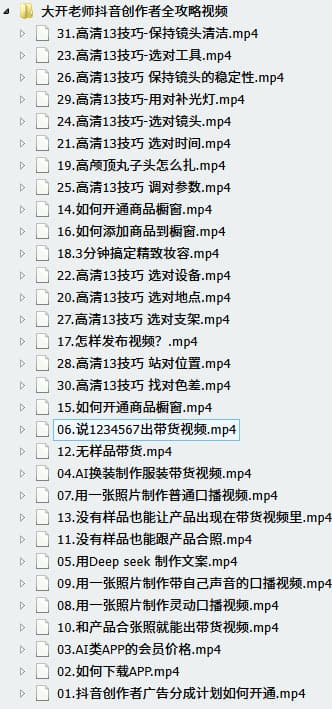 大开老师抖音创作者全攻略视频
31.高清13技巧-保持镜头清洁.mp4
23.高清13技巧-选对工具.mp4
26.高清13技巧 保持镜头的稳定性.mp4
29.高清13技巧-用对补光灯.mp4
24.高清13技巧-选对镜头.mp4
21.高清13技巧 选对时间.mp4
19.高颅顶丸子头怎么扎.mp4
25.高清13技巧 调对参数.mp4
14.如何开通商品橱窗.mp4
16.如何添加商品到橱窗.mp4
18.3分钟搞定精致妆容.mp4
22.高清13技巧 选对设备.mp4
20.高清13技巧 选对地点.mp4
27.高清13技巧 选对支架.mp4
17.怎样发布视频？.mp4
28.高清13技巧 站对位置.mp4
30.高清13技巧 找对色差.mp4
15.如何开通商品橱窗.mp4
06.说1234567出带货视频.mp4
12.无样品带货.mp4
04.AI换装制作服装带货视频.mp4
07.用一张照片制作普通口播视频.mp4
13.没有样品也能让产品出现在带货视频里.mp4
11.没有样品也能跟产品合照.mp4
05.用Deep seek 制作文案.mp4
09.用一张照片制作带自己声音的口播视频.mp4
08.用一张照片制作灵动口播视频.mp4
10.和产品合张照就能出带货视频.mp4
03.AI类APP的会员价格.mp4
02.如何下载APP.mp4
01.抖音创作者广告分成计划如何开通.mp4